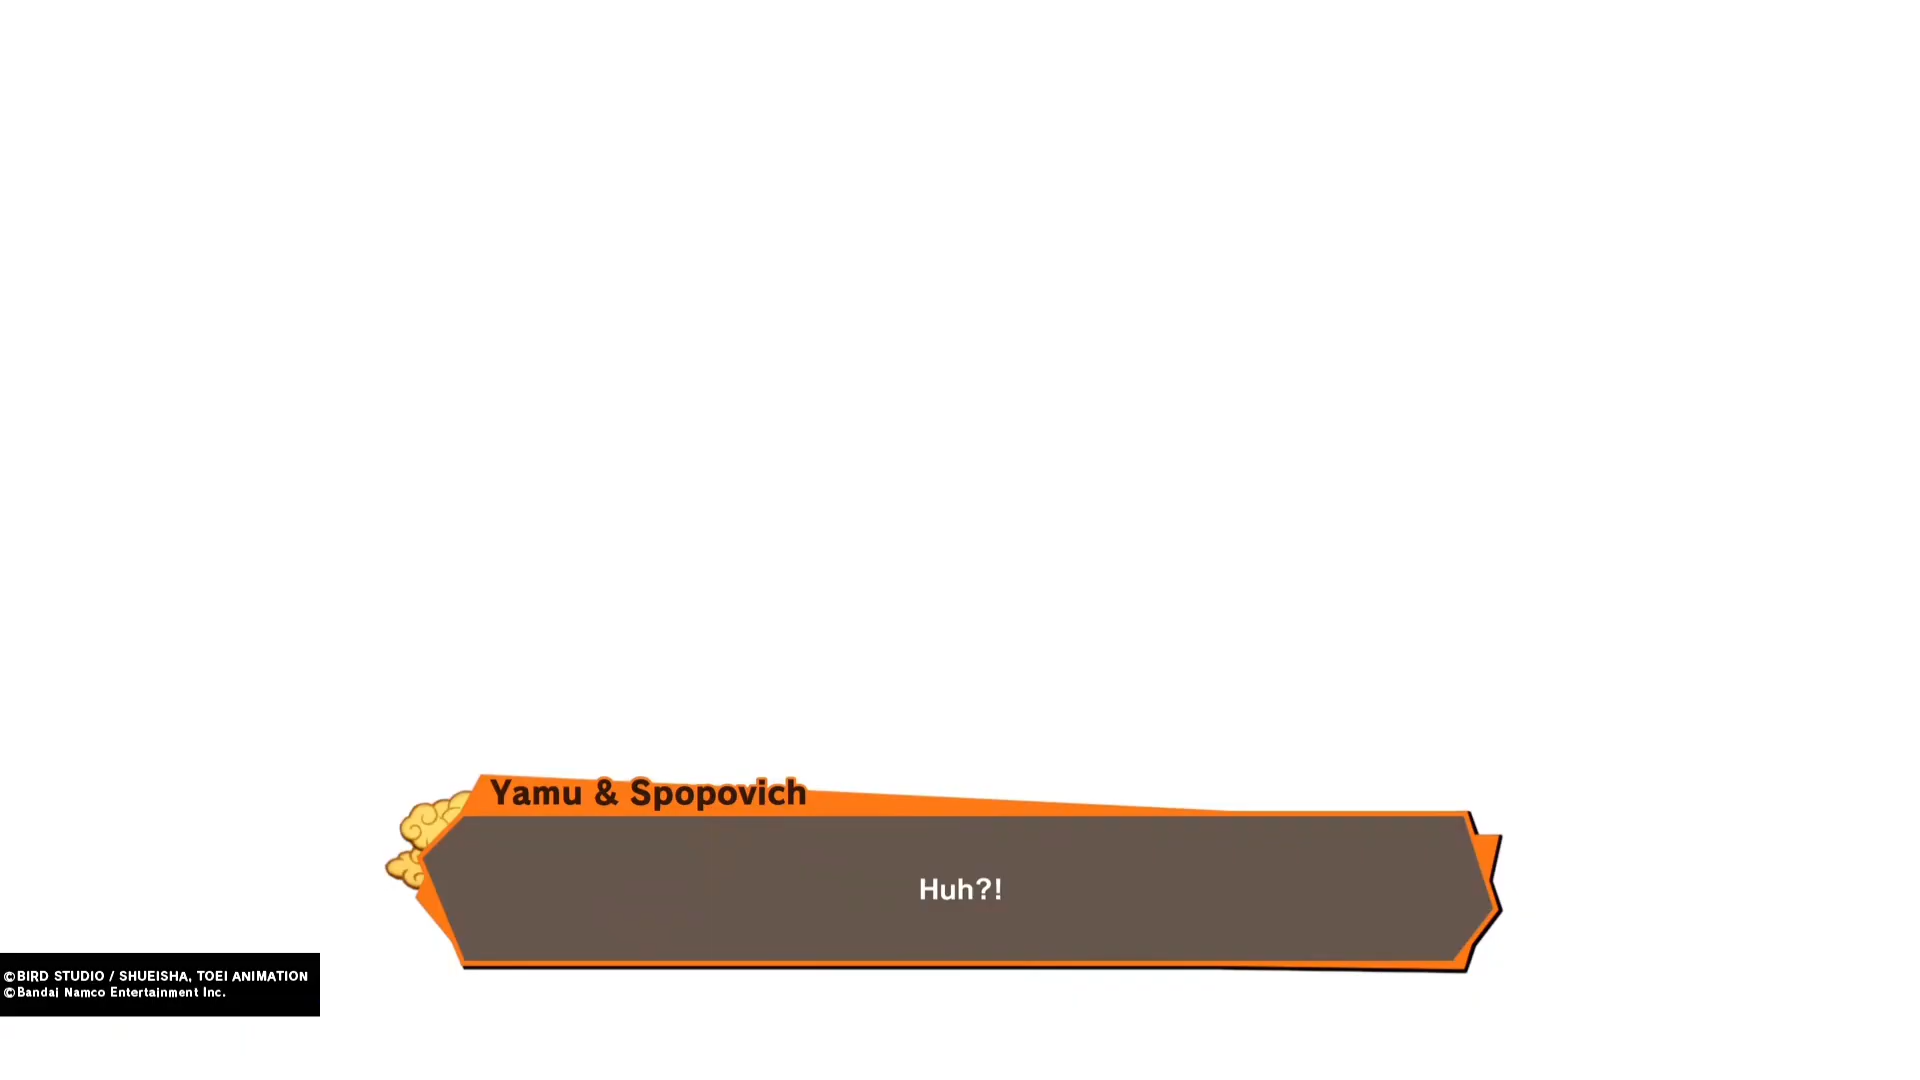 Yamu & Spopovich
Huh?!
©BIRD STUDIO / SHUEISHA, TOEI ANIMATION
©Bandai Namco Entertainment Inc.